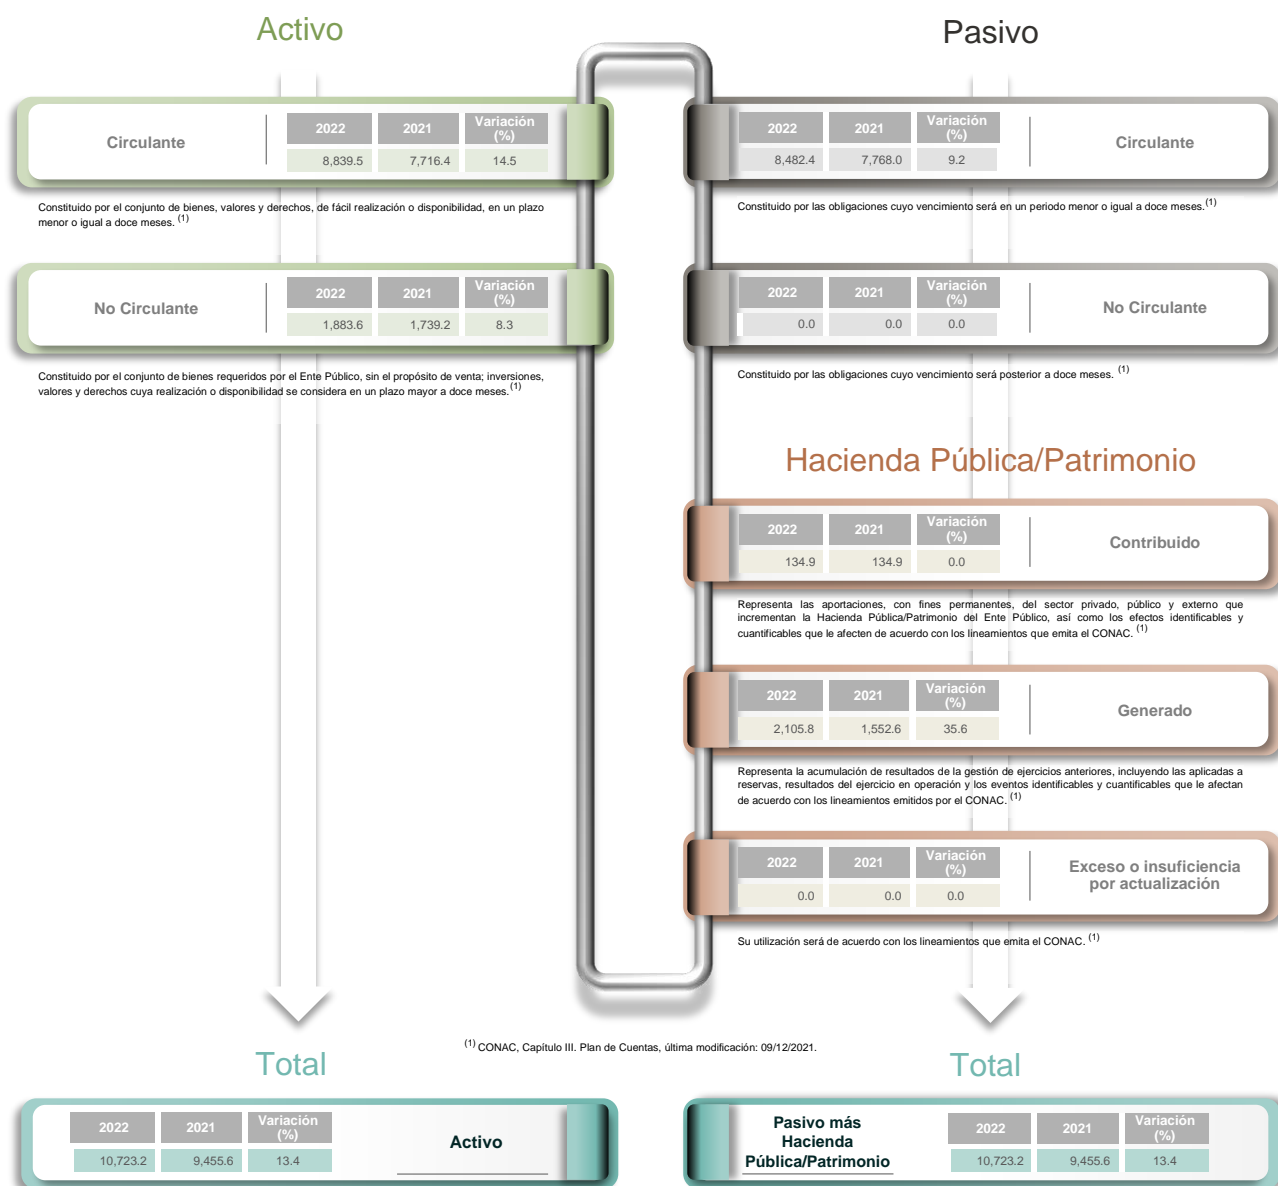 Activo
Circulante
2022 2021 Variación (%)
8,839.5 7,716.4 14.5
Constituido por el conjunto de bienes, valores y derechos, de fácil realización o disponibilidad, en un plazo
menor o igual a doce meses. (1)
No Circulante
2022 2021 Variación (%)
1,883.6 1,739.2 8.3
Constituido por el conjunto de bienes requeridos por el Ente Público, sin el propósito de venta; inversiones,
valores y derechos cuya realización o disponibilidad se considera en un plazo mayor a doce meses. (1)
Pasivo
2022 2021 Variación (%)
8,482.4 7,768.0 9.2
Circulante
Constituido por las obligaciones cuyo vencimiento será en un periodo menor o igual a doce meses. (1)
2022 2021 Variación (%)
0.0 0.0 0.0
No Circulante
Constituido por las obligaciones cuyo vencimiento será posterior a doce meses. (1)
Hacienda Pública/Patrimonio
2022 2021 Variación (%)
134.9 134.9 0.0
Contribuido
Representa las aportaciones, con fines permanentes, del sector privado, público y externo que
incrementan la Hacienda Pública/Patrimonio del Ente Público, así como los efectos identificables y
cuantificables que le afecten de acuerdo con los lineamientos que emita el CONAC. (1)
2022 2021 Variación (%)
2,105.8 1,552.6 35.6
Generado
Representa la acumulación de resultados de la gestión de ejercicios anteriores, incluyendo las aplicadas a
reservas, resultados del ejercicio en operación y los eventos identificables y cuantificables que le afectan
de acuerdo con los lineamientos emitidos por el CONAC. (1)
2022 2021 Variación (%)
0.0 0.0 0.0
Exceso o insuficiencia
por actualización
Su utilización será de acuerdo con los lineamientos que emita el CONAC. (1)
(1) CONAC, Capítulo III. Plan de Cuentas, última modificación: 09/12/2021.
Total
2022 2021 Variación (%)
10,723.2 9,455.6 13.4
Activo
Total
Pasivo más
Hacienda
Pública/Patrimonio
2022 2021 Variación (%)
10,723.2 9,455.6 13.4